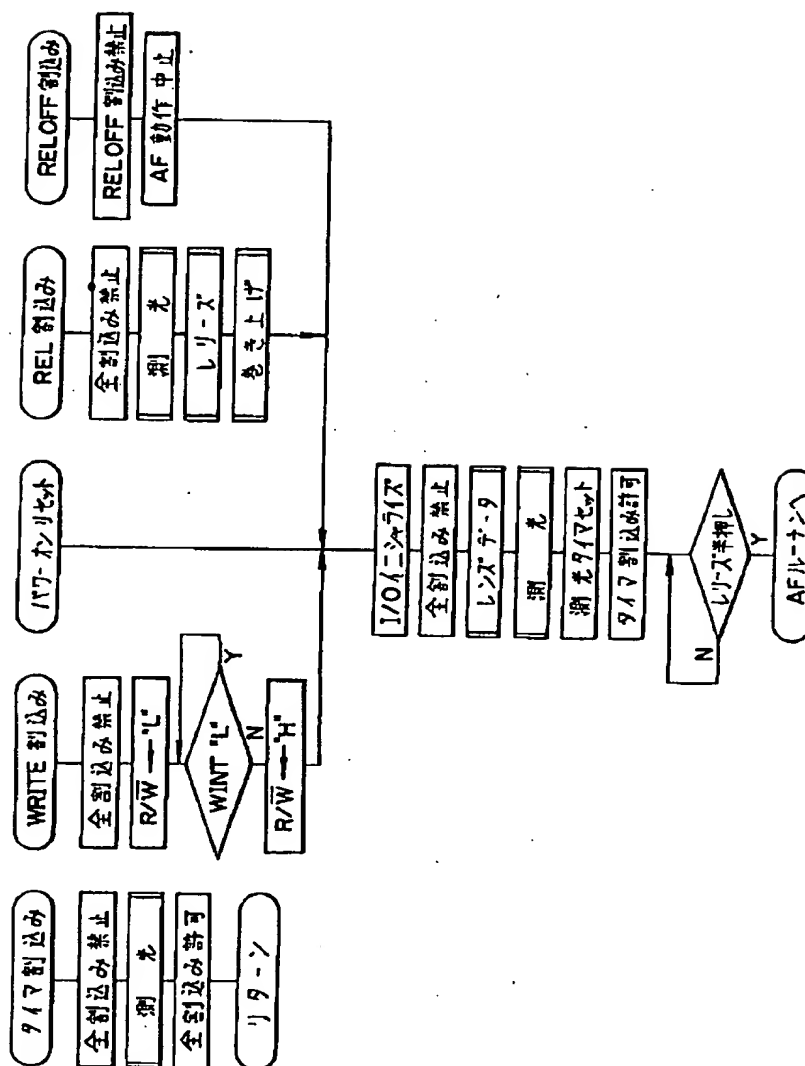 タイマ割込み
全割込み禁止
測光
全割込み許可
リターン
WRITE 割込み
全割込み禁止
R/W̅ ← "L"
WINT "L"
Y
N
R/W̅ ← "H"
パワーオンリセット
REL 割込み
全割込み禁止
測光
レリーズ
巻き上げ
RELOFF 割込み
RELOFF 割込み禁止
AF 動作中止
I/Oイニシャライズ
全割込み禁止
レンズデータ
測光
測光タイマセット
タイマ割込み許可
レリーズ半押し
N
Y
AFルーチンへ